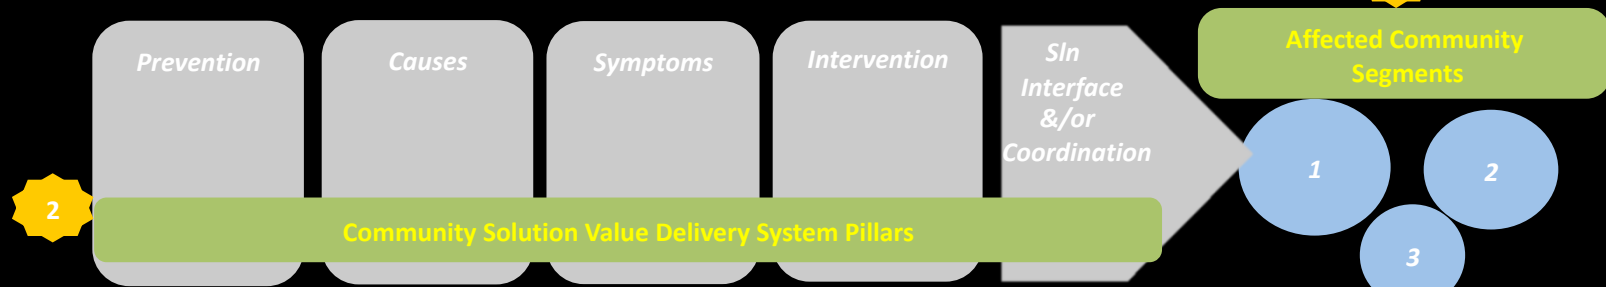 Prevention
Causes
Symptoms
Intervention
Sln
Interface
&/or
Coordination
Affected Community
Segments
1
2
3
2
Community Solution Value Delivery System Pillars